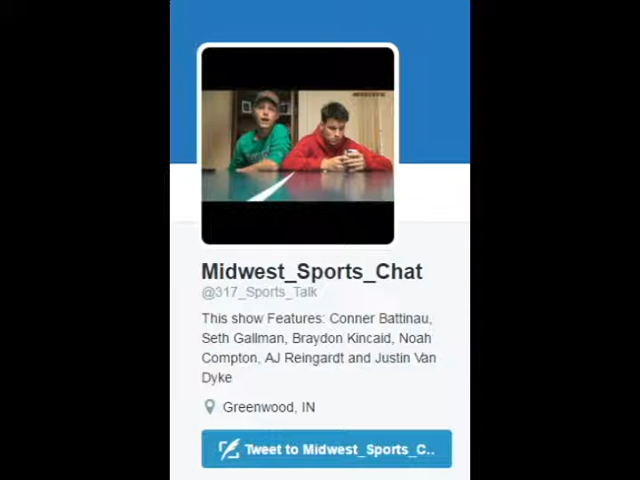 Midwest_Sports_Chat
@317_Sports_Talk
This show Features: Conner Battinau,
Seth Gallman, Braydon Kincaid, Noah
Compton, AJ Reingardt and Justin Van
Dyke
Greenwood, IN
Tweet to Midwest_Sports_C..